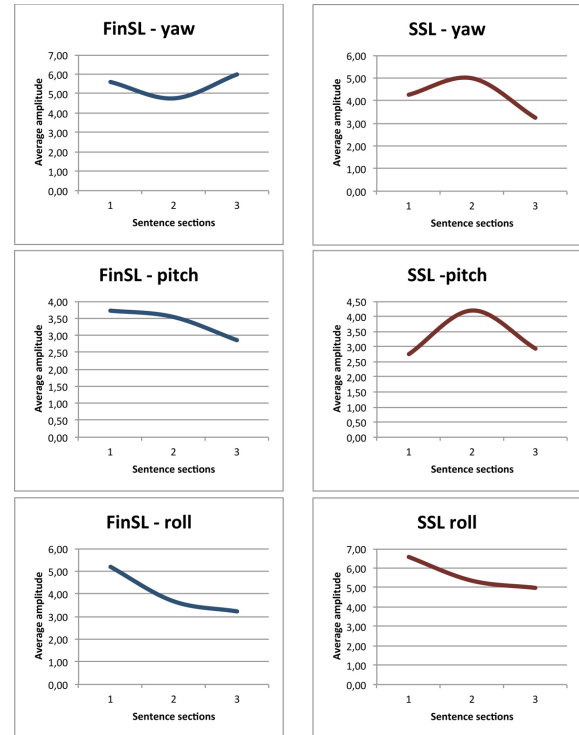 FinSL - yaw
7,00
6,00
5,00
4,00
3,00
2,00
1,00
0,00
Average amplitude
1 2 3
Sentence sections
SSL - yaw
6,00
5,00
4,00
3,00
2,00
1,00
0,00
Average amplitude
1 2 3
Sentence sections
FinSL - pitch
4,00
3,50
3,00
2,50
2,00
1,50
1,00
0,50
0,00
Average amplitude
1 2 3
Sentence sections
SSL -pitch
4,50
4,00
3,50
3,00
2,50
2,00
1,50
1,00
0,50
0,00
Average amplitude
1 2 3
Sentence sections
FinSL - roll
6,00
5,00
4,00
3,00
2,00
1,00
0,00
Average amplitude
1 2 3
Sentence sections
SSL roll
7,00
6,00
5,00
4,00
3,00
2,00
1,00
0,00
Average amplitude
1 2 3
Sentence sections